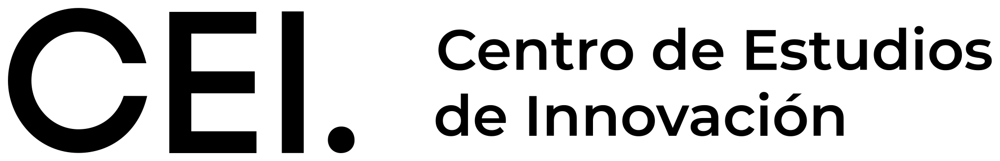 CEI.
Centro de Estudios
de Innovación